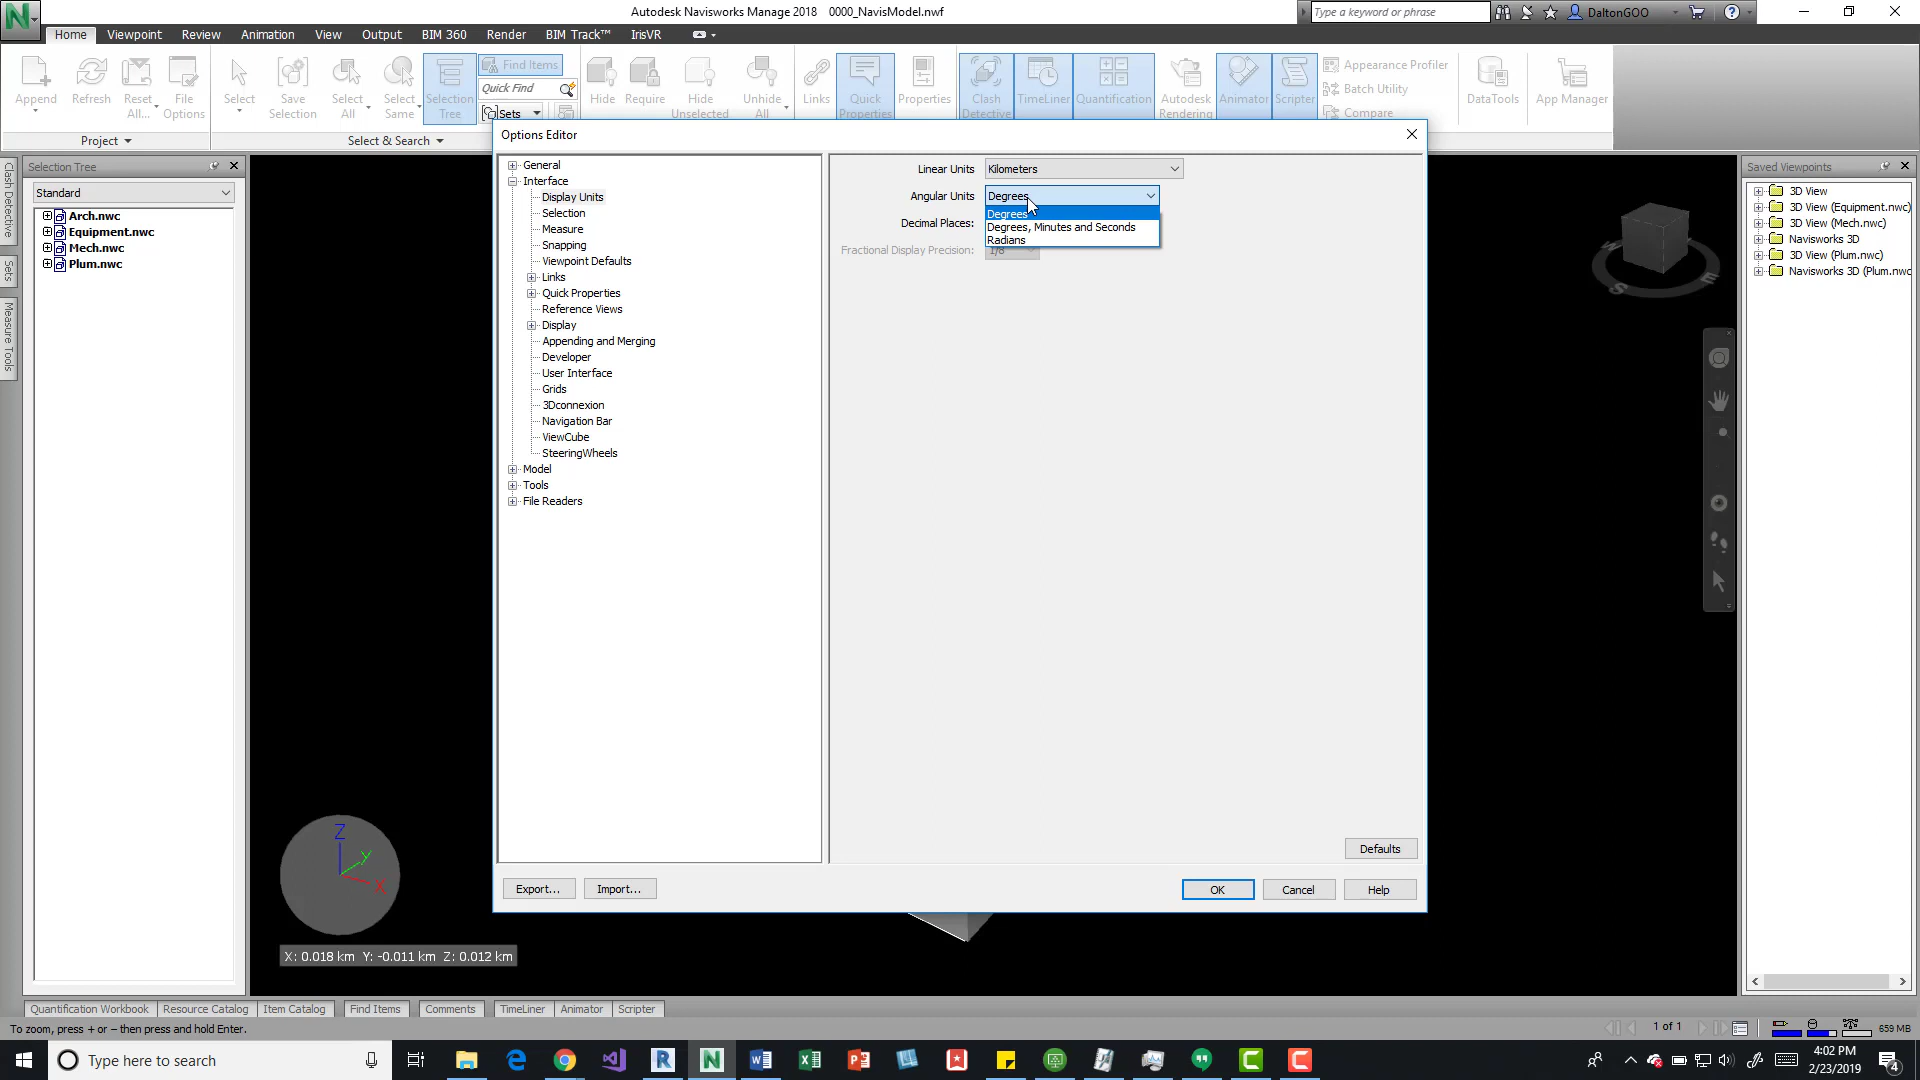 Autodesk Navisworks Manage 2018 0000_NavisModel.nwf
Type a keyword or phrase
DaltonGOO
Home Viewpoint Review Animation View Output BIM 360 Render BIM Track™ IrisVR
Append Refresh Reset All... File Options Select Save Selection Select All Select Same Selection Tree
Find Items
Quick Find
Sets
Hide Require Hide Unselected Unhide All Links Quick Properties Properties Clash Detective TimeLiner Quantification Autodesk Rendering Animator Scripter
Appearance Profiler
Batch Utility
Compare
DataTools App Manager
Project Select & Search
Clash Detective
Sets
Measure Tools
Selection Tree
Standard
Arch.nwc
Equipment.nwc
Mech.nwc
Plum.nwc
Options Editor
General
Interface
Display Units
Selection
Measure
Snapping
Viewpoint Defaults
Links
Quick Properties
Reference Views
Display
Appending and Merging
Developer
User Interface
Grids
3Dconnexion
Navigation Bar
ViewCube
SteeringWheels
Model
Tools
File Readers
Linear Units Kilometers
Angular Units Degrees
Degrees
Degrees, Minutes and Seconds
Radians
Decimal Places:
Fractional Display Precision: 1/8
Defaults
Export... Import... OK Cancel Help
Saved Viewpoints
3D View
3D View (Equipment.nwc)
3D View (Mech.nwc)
Navisworks 3D
3D View (Plum.nwc)
Navisworks 3D (Plum.nwc
W S E
Z
Y
X
X: 0.018 km Y: -0.011 km Z: 0.012 km
Quantification Workbook Resource Catalog Item Catalog Find Items Comments TimeLiner Animator Scripter
To zoom, press + or – then press and hold Enter.
1 of 1
659 MB
Type here to search
4:02 PM
2/23/2019
4